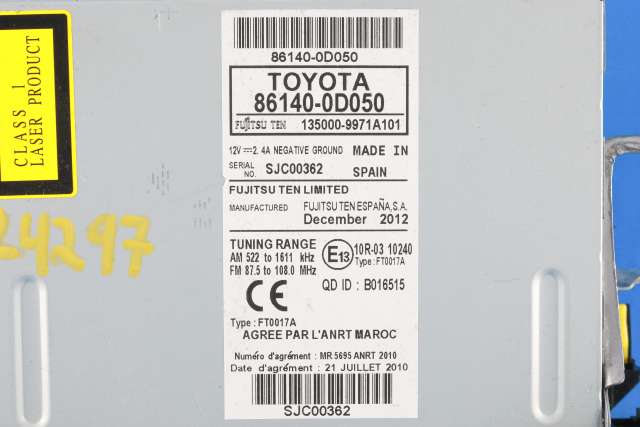 CLASS 1
LASER PRODUCT
24297
86140-0D050
TOYOTA
86140-0D050
FUJITSU TEN 135000-9971A101
12V⎓2.4A NEGATIVE GROUND MADE IN
SERIAL NO. SJC00362 SPAIN
FUJITSU TEN LIMITED
MANUFACTURED FUJITSU TEN ESPAÑA,S.A.
December 2012
TUNING RANGE
AM 522 to 1611 kHz
FM 87.5 to 108.0 MHz
E13 10R-03 10240
Type : FT0017A
QD ID : B016515
CE
Type : FT0017A
AGREE PAR L'ANRT MAROC
Numéro d'agrément : MR 5695 ANRT 2010
Date d'agrément : 21 JUILLET 2010
SJC00362